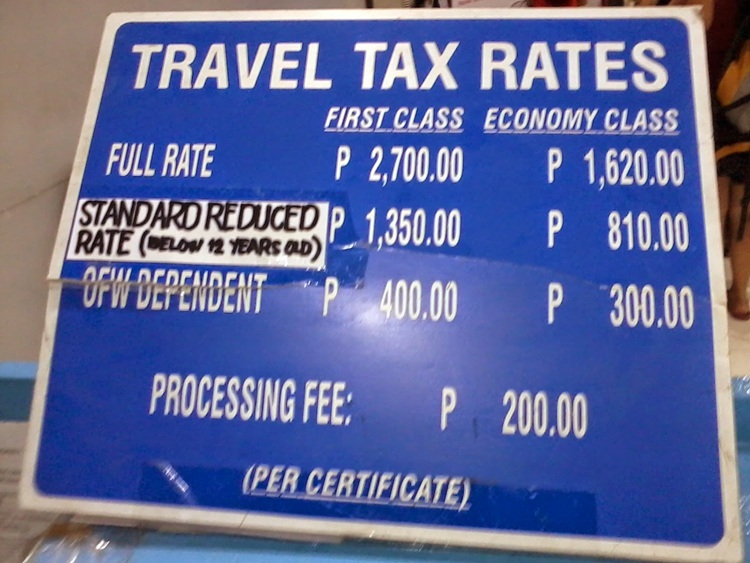 TRAVEL TAX RATES
FIRST CLASS ECONOMY CLASS
FULL RATE P 2,700.00 P 1,620.00
STANDARD REDUCED
RATE (BELOW 12 YEARS OLD) P 1,350.00 P 810.00
OFW DEPENDENT P 400.00 P 300.00
PROCESSING FEE: P 200.00
(PER CERTIFICATE)